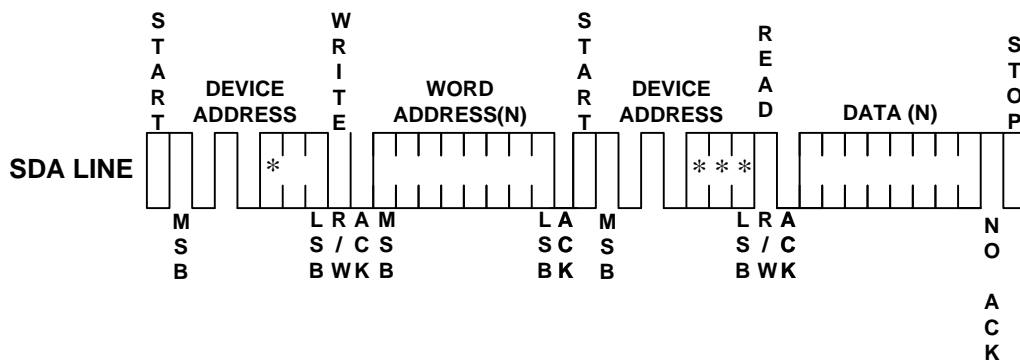 START
WRITE
START
READ
STOP
DEVICE
ADDRESS
WORD
ADDRESS(N)
DEVICE
ADDRESS
DATA (N)
SDA LINE
*
* * *
MSB
LSB
R/W
ACK
MSB
LSB
ACK
MSB
LSB
R/W
ACK
NO ACK